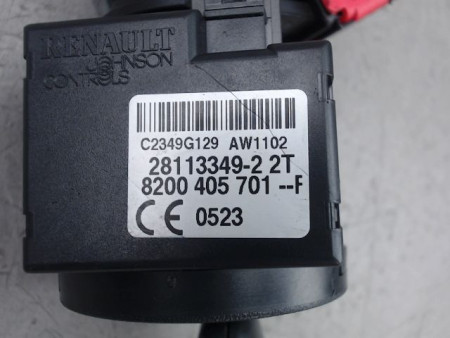 RENAULT
JOHNSON
CONTROLS
C2349G129 AW1102
28113349-2 2T
8200 405 701 --F
CE 0523